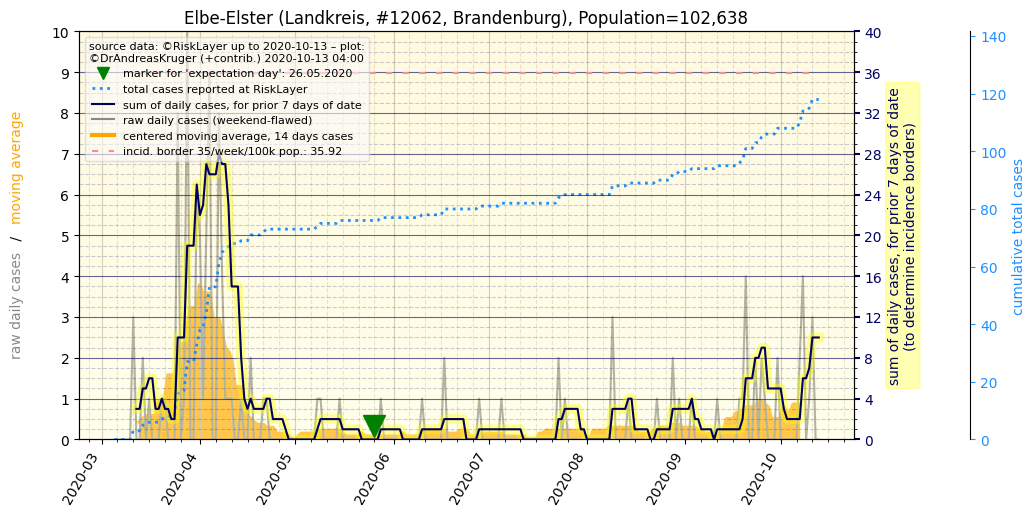 Elbe-Elster (Landkreis, #12062, Brandenburg), Population=102,638
source data: ©RiskLayer up to 2020-10-13 – plot:
©DrAndreasKruger (+contrib.) 2020-10-13 04:00
marker for 'expectation day': 26.05.2020
total cases reported at RiskLayer
sum of daily cases, for prior 7 days of date
raw daily cases (weekend-flawed)
centered moving average, 14 days cases
incid. border 35/week/100k pop.: 35.92
raw daily cases / moving average
10
9
8
7
6
5
4
3
2
1
0
2020-03
2020-04
2020-05
2020-06
2020-07
2020-08
2020-09
2020-10
40
36
32
28
24
20
16
12
8
4
0
sum of daily cases, for prior 7 days of date
(to determine incidence borders)
140
120
100
80
60
40
20
0
cumulative total cases